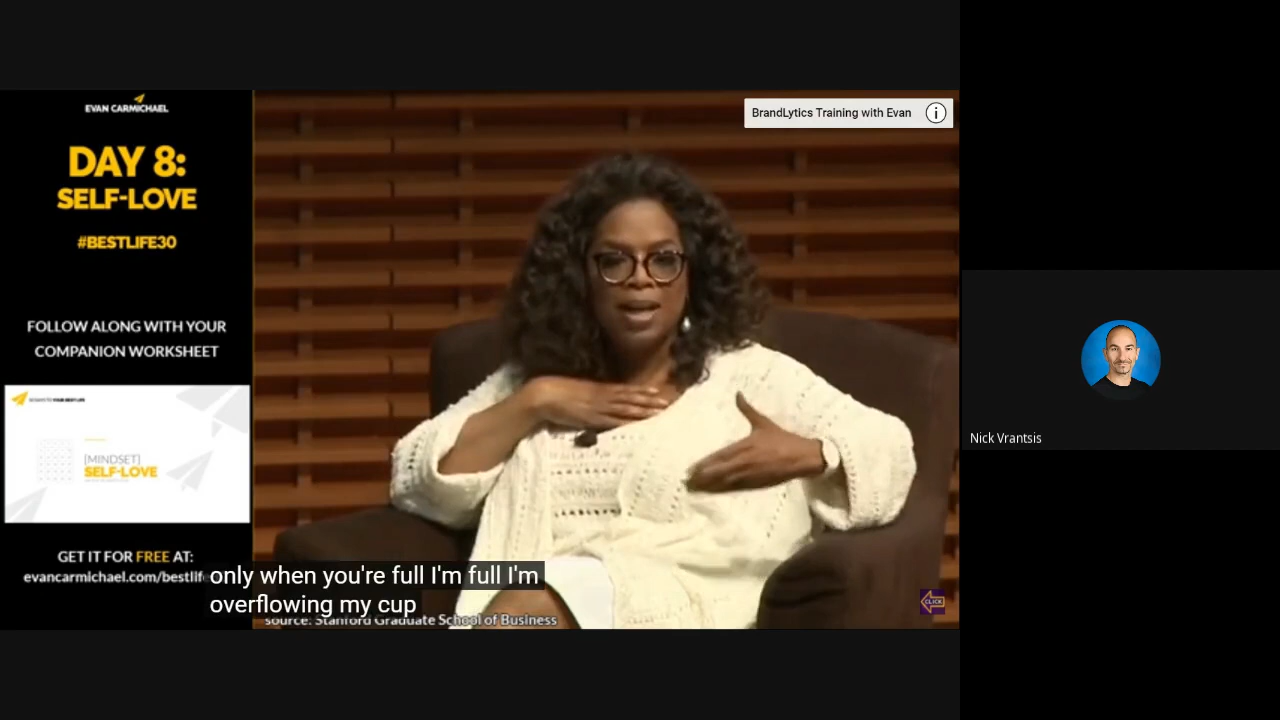 EVAN CARMICHAEL
DAY 8:
SELF-LOVE
#BESTLIFE30
FOLLOW ALONG WITH YOUR
COMPANION WORKSHEET
[MINDSET]
SELF-LOVE
GET IT FOR FREE AT:
evancarmichael.com/bestlife
BrandLytics Training with Evan
only when you're full I'm full I'm
overflowing my cup
source: Stanford Graduate School of Business
CLICK
Nick Vrantsis